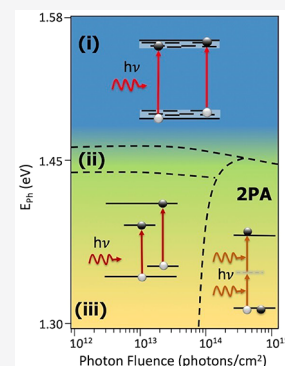 1.58
(i)
hν
1.45
(ii)
E_Ph (eV)
2PA
hν
hν
(iii)
1.30
10¹² 10¹³ 10¹⁴ 10¹⁵
Photon Fluence (photons/cm²)